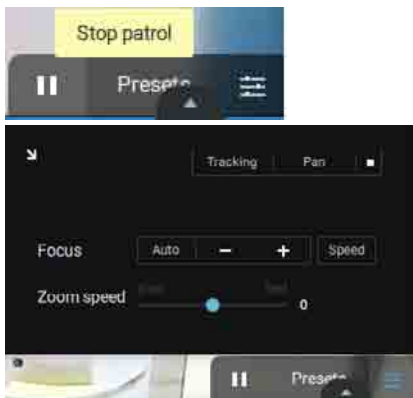 Stop patrol
Presets
Tracking Pan
Focus Auto − + Speed
Zoom speed 0
Presets